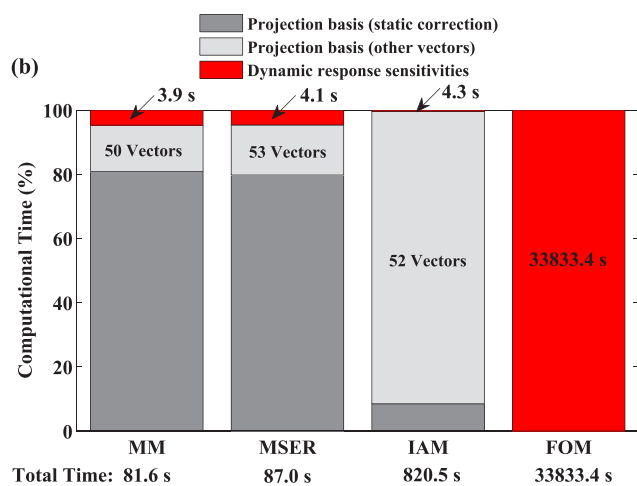 Projection basis (static correction)
Projection basis (other vectors)
Dynamic response sensitivities
(b)
3.9 s
4.1 s
4.3 s
Computational Time (%)
100
80
60
40
20
0
50 Vectors
53 Vectors
52 Vectors
33833.4 s
MM MSER IAM FOM
Total Time: 81.6 s 87.0 s 820.5 s 33833.4 s